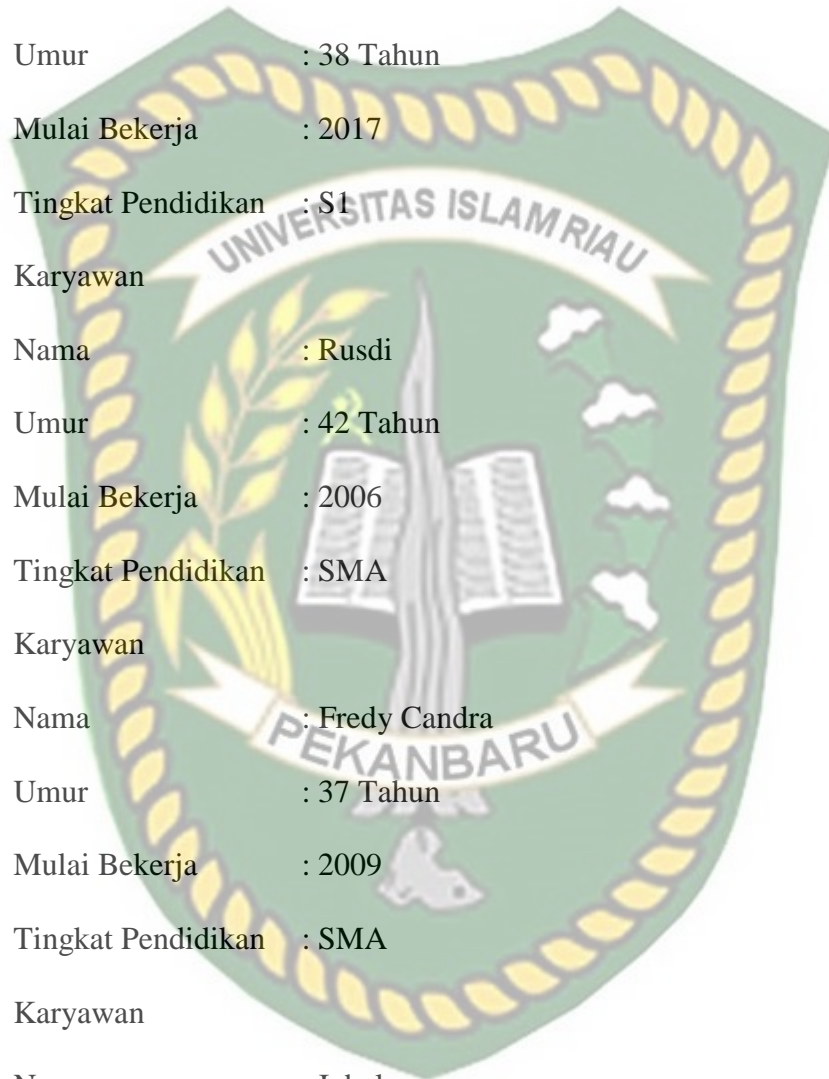 Umur : 38 Tahun
Mulai Bekerja : 2017
Tingkat Pendidikan : S1
UNIVERSITAS ISLAM RIAU
Karyawan
Nama : Rusdi
Umur : 42 Tahun
Mulai Bekerja : 2006
Tingkat Pendidikan : SMA
Karyawan
Nama : Fredy Candra
PEKANBARU
Umur : 37 Tahun
Mulai Bekerja : 2009
Tingkat Pendidikan : SMA
Karyawan